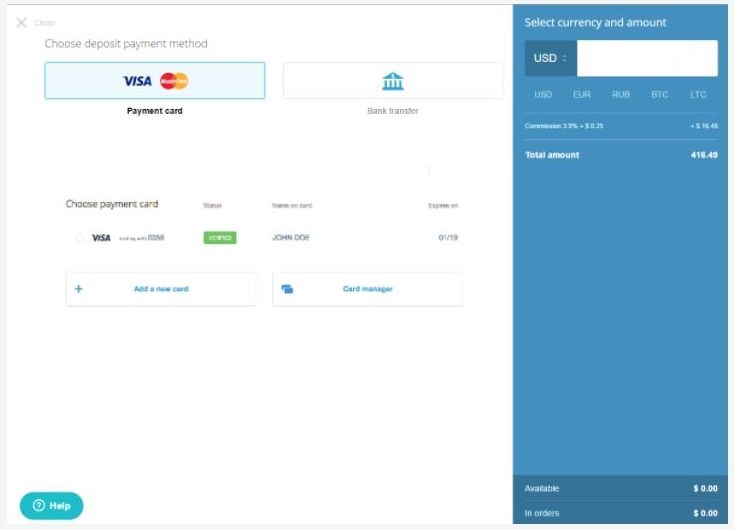 Close
Choose deposit payment method
VISA MasterCard
Payment card
Bank transfer
Choose payment card
Status
Name on card
Expires on
VISA ending with 0356
VERIFIED
JOHN DOE
01/19
+ Add a new card
Card manager
? Help
Select currency and amount
USD
USD EUR RUB BTC LTC
Commission 3.9% + $ 0.25
+ $ 16.49
Total amount
416.49
Available
$ 0.00
In orders
$ 0.00